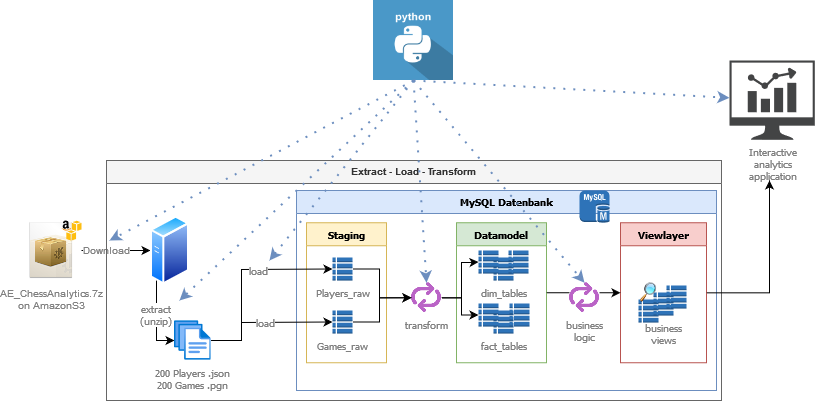 python
Interactive
analytics
application
Extract - Load - Transform
MySQL Datenbank
MySQL
M
Staging
Datamodel
Viewlayer
a
Download
AE_ChessAnalytics.7z
on AmazonS3
extract
(unzip)
load
load
Players_raw
Games_raw
transform
dim_tables
fact_tables
business
logic
business
views
200 Players .json
200 Games .pgn